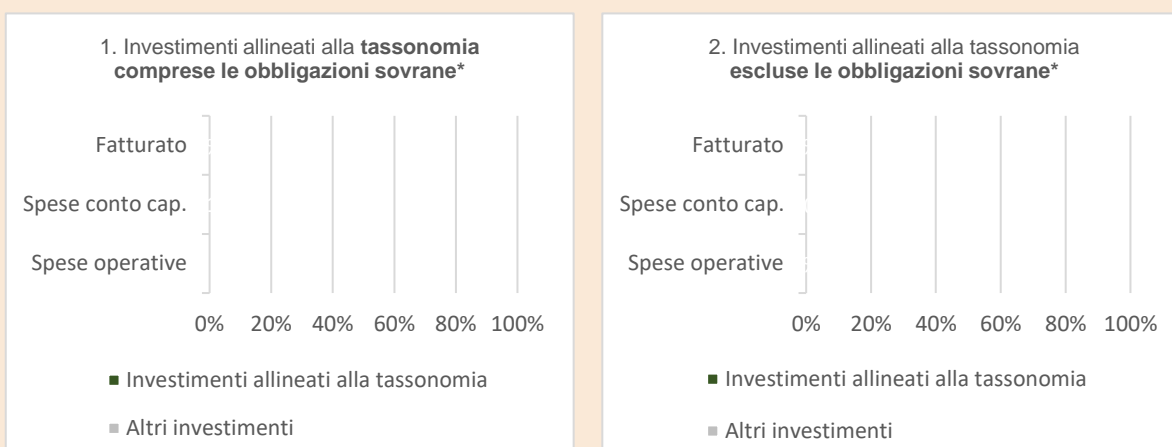 1. Investimenti allineati alla tassonomia
comprese le obbligazioni sovrane*
Fatturato
Spese conto cap.
Spese operative
0% 20% 40% 60% 80% 100%
Investimenti allineati alla tassonomia
Altri investimenti
2. Investimenti allineati alla tassonomia
escluse le obbligazioni sovrane*
Fatturato
Spese conto cap.
Spese operative
0% 20% 40% 60% 80% 100%
Investimenti allineati alla tassonomia
Altri investimenti